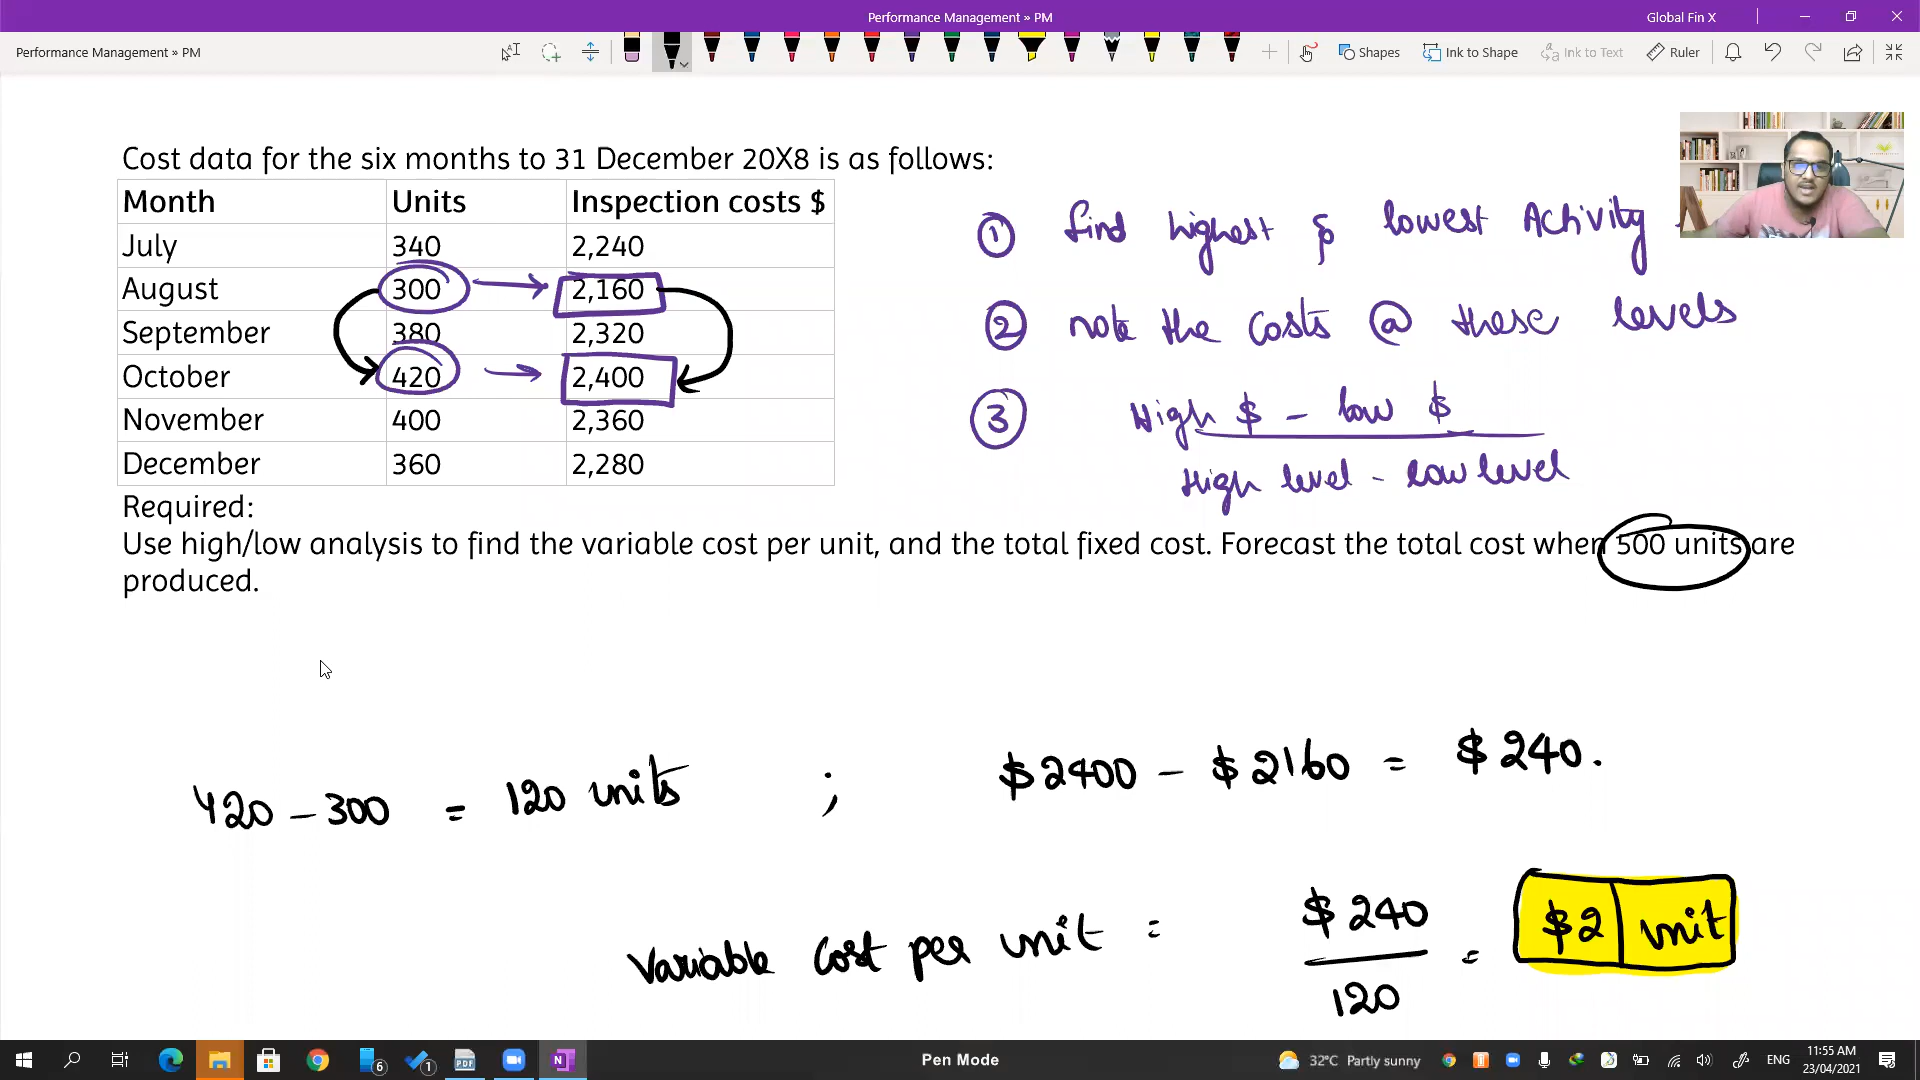 Performance Management » PM
Global Fin X
Performance Management » PM
Shapes
Ink to Shape
Ink to Text
Ruler
Cost data for the six months to 31 December 20X8 is as follows:
Month Units Inspection costs $
July 340 2,240
August 300 2,160
September 380 2,320
October 420 2,400
November 400 2,360
December 360 2,280
① find highest & lowest Activity
② note the costs @ these levels
③ High $ - low $
High level - low level
Required:
Use high/low analysis to find the variable cost per unit, and the total fixed cost. Forecast the total cost when 500 units are
produced.
420 - 300 = 120 units ; $2400 - $2160 = $240.
Variable cost per unit = $240
120
= $2 | unit
Pen Mode
32°C Partly sunny
ENG
11:55 AM
23/04/2021